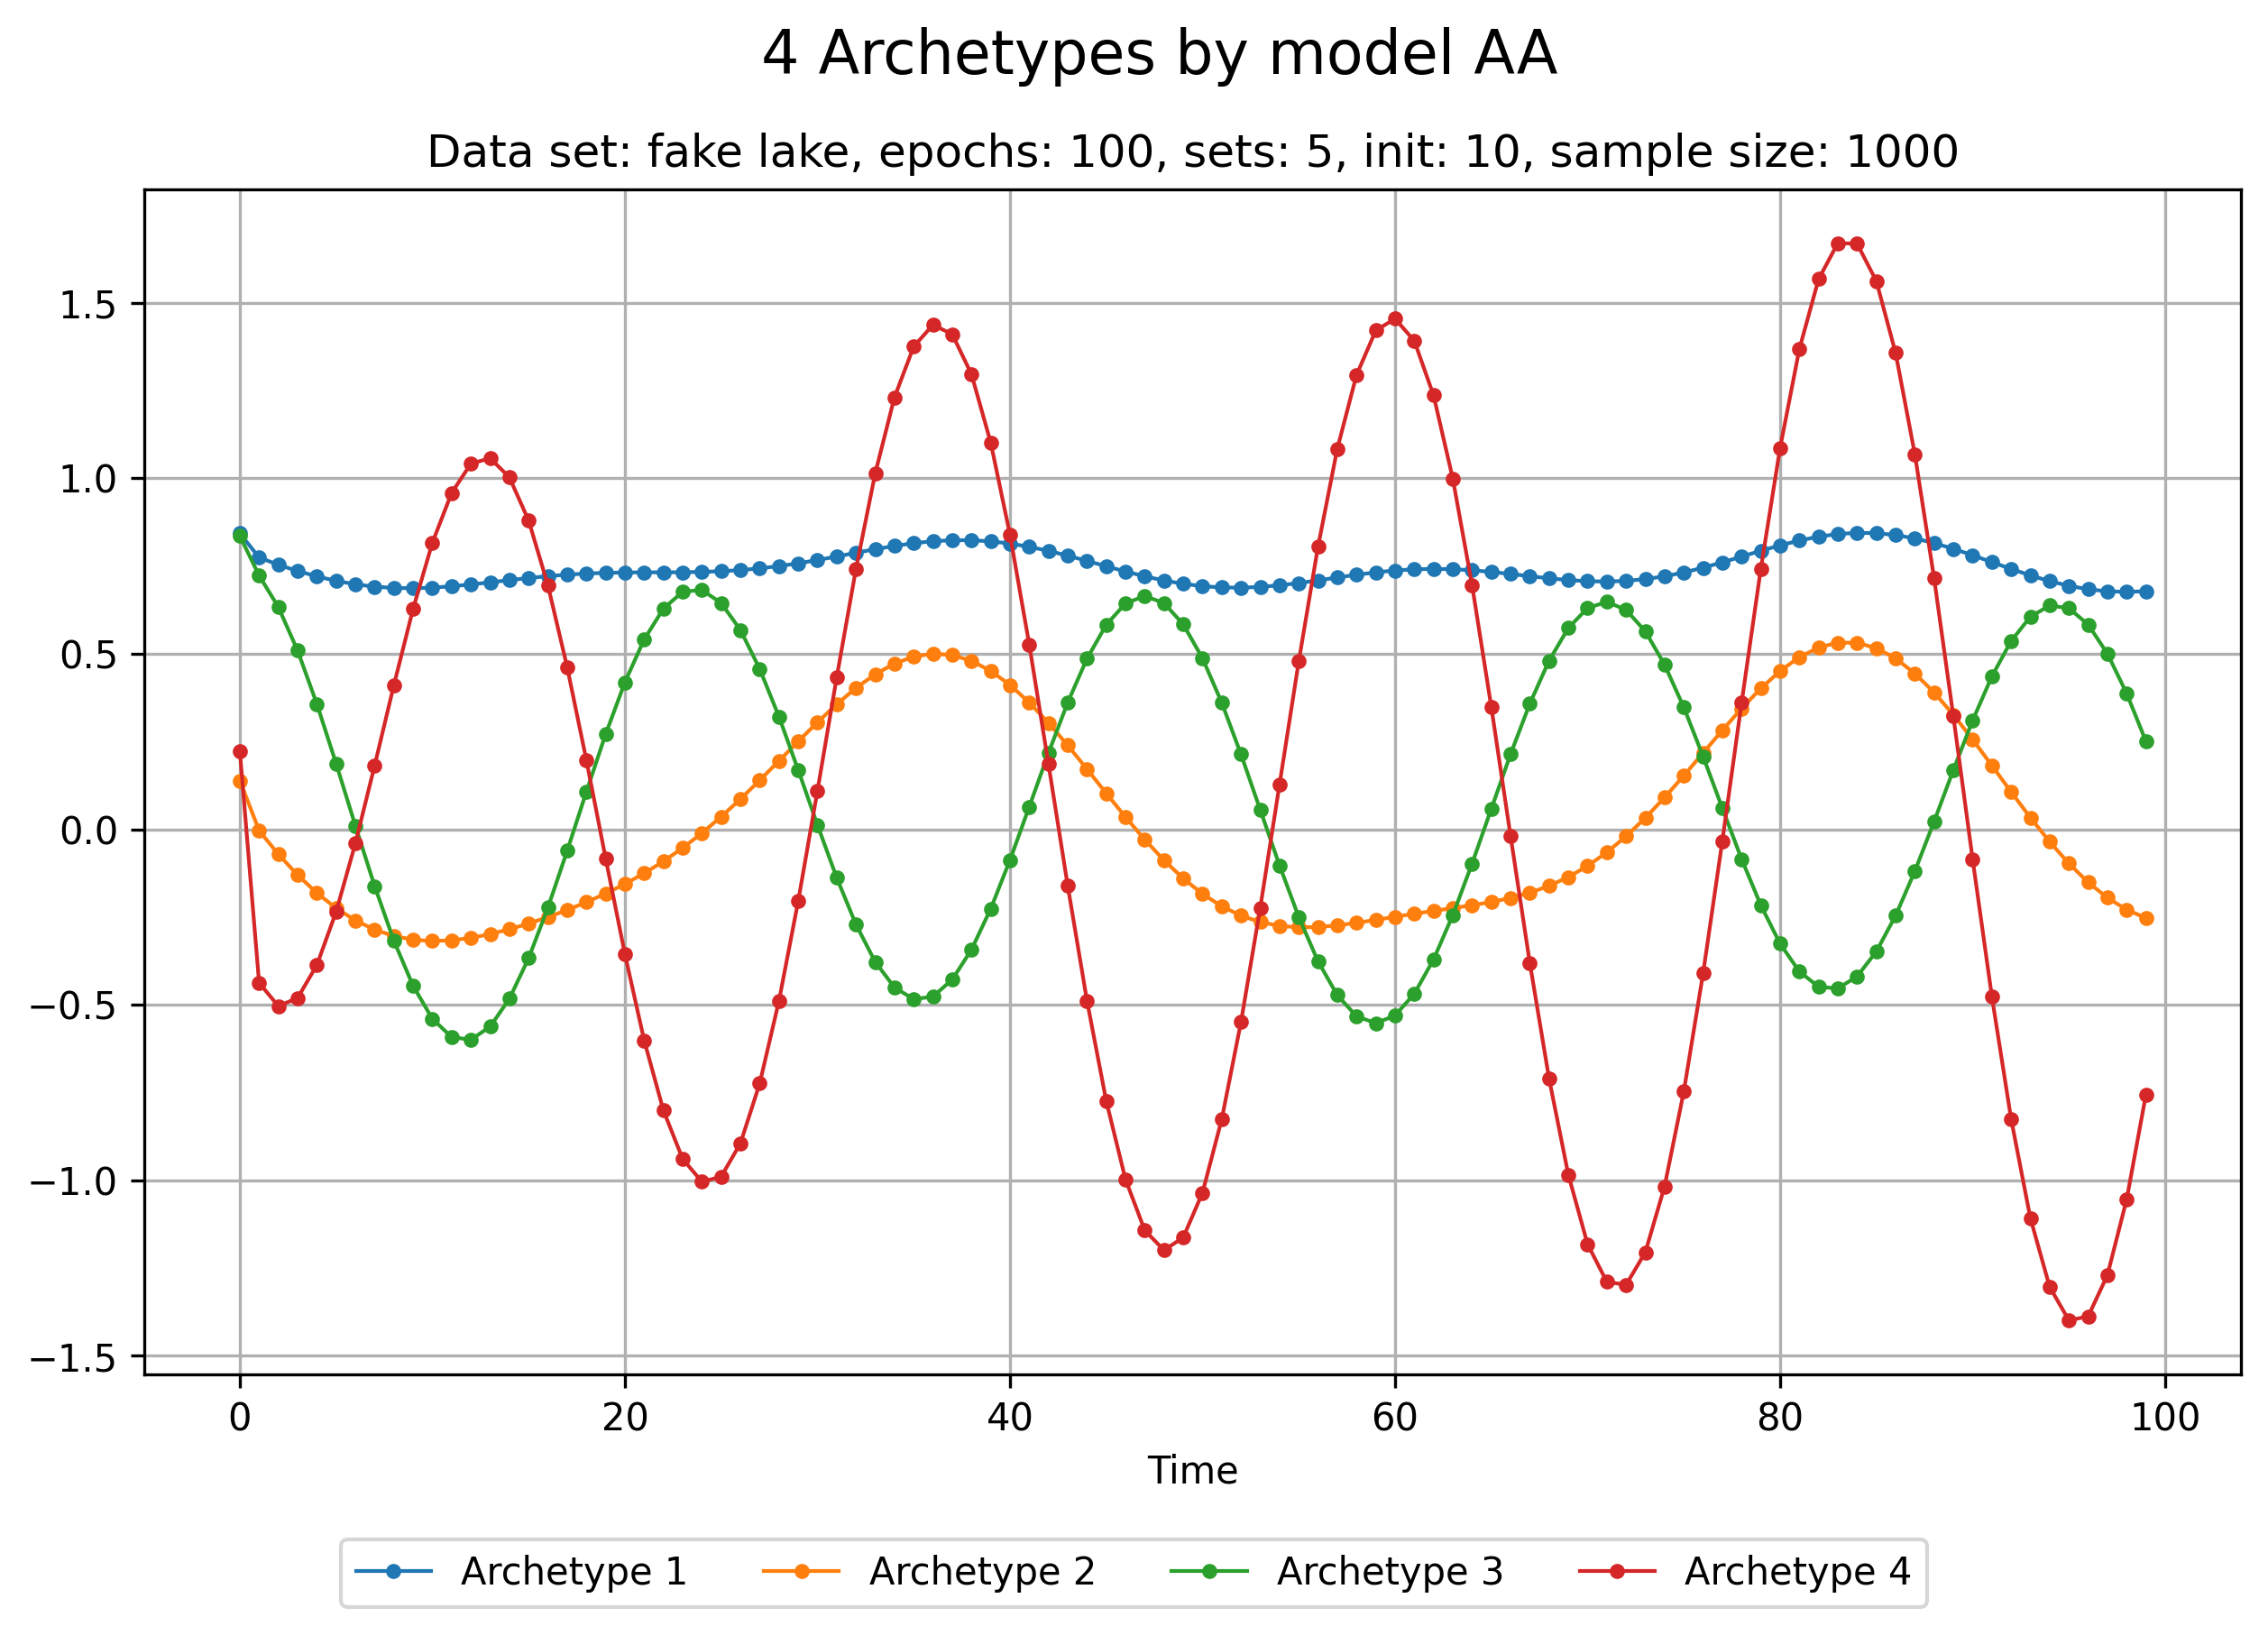 4 Archetypes by model AA
Data set: fake lake, epochs: 100, sets: 5, init: 10, sample size: 1000
1.5
1.0
0.5
0.0
−0.5
−1.0
−1.5
0 20 40 60 80 100
Time
Archetype 1 Archetype 2 Archetype 3 Archetype 4